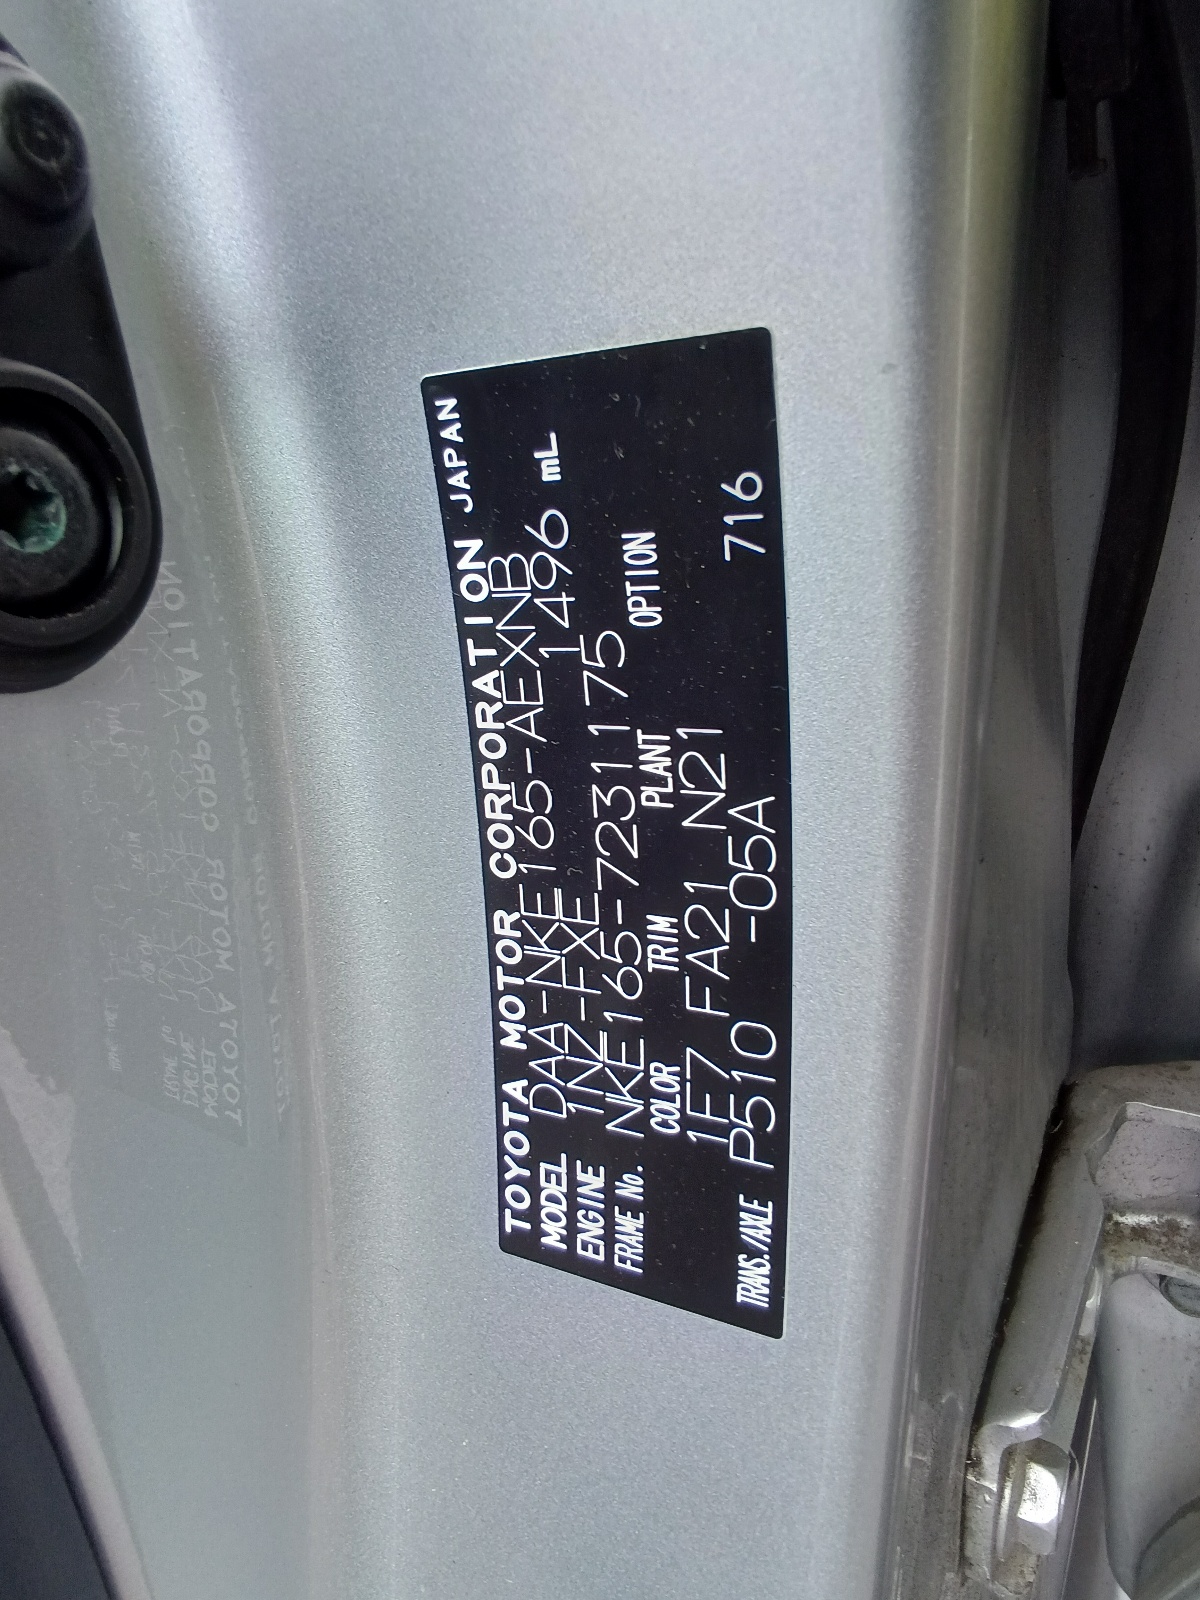 TOYOTA MOTOR CORPORATION JAPAN
MODEL DAA-NKE165-AEXNB
ENGINE 1NZ-FXE 1496 mL
FRAME No. NKE165-7231175
COLOR TRIM PLANT OPTION
1F7 FA21 N21
TRANS./AXLE P510 -05A 716